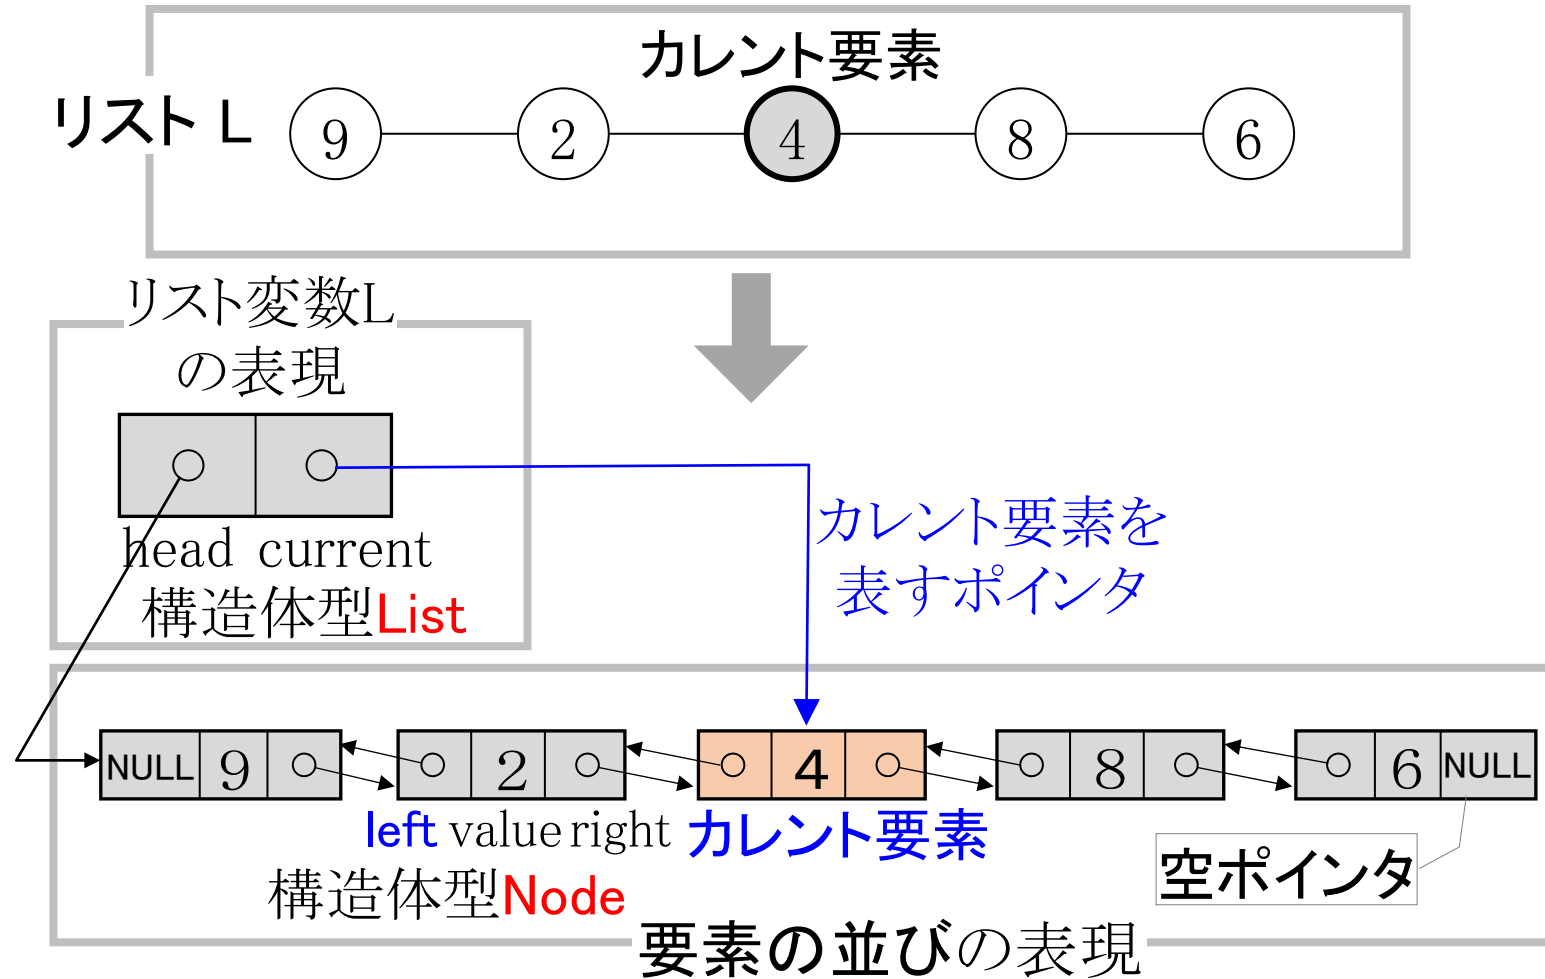 カレント要素
リスト L
9 2 4 8 6
リスト変数L
の表現
head current
構造体型List
カレント要素を
表すポインタ
NULL 9 2 4 8 6 NULL
left value right カレント要素
構造体型Node
空ポインタ
要素の並びの表現